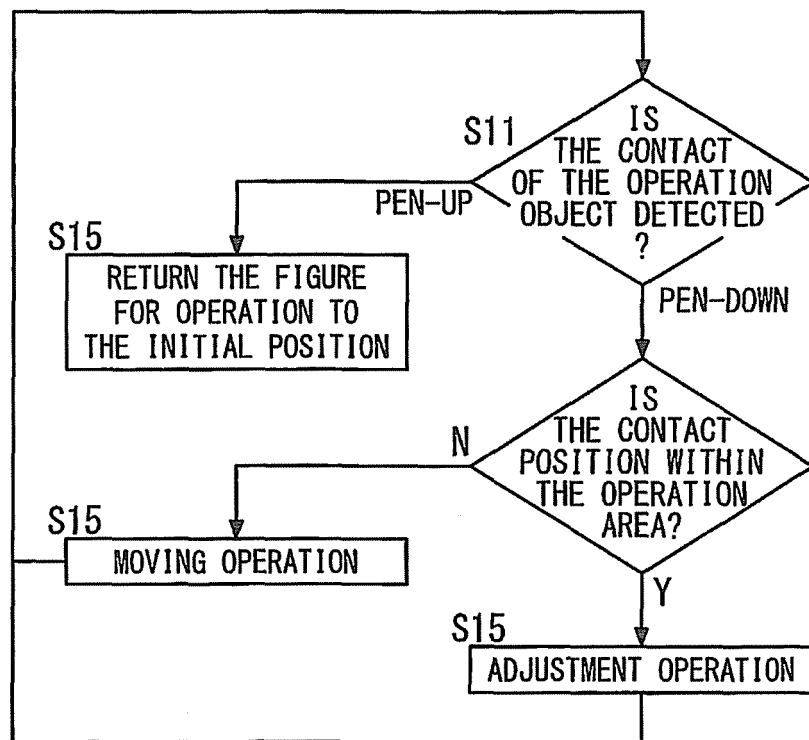 IS
THE CONTACT
OF THE OPERATION
OBJECT DETECTED
?
S11
PEN-UP
S15
RETURN THE FIGURE
FOR OPERATION TO
THE INITIAL POSITION
PEN-DOWN
IS
THE CONTACT
POSITION WITHIN
THE OPERATION
AREA?
N
S15
MOVING OPERATION
Y
S15
ADJUSTMENT OPERATION